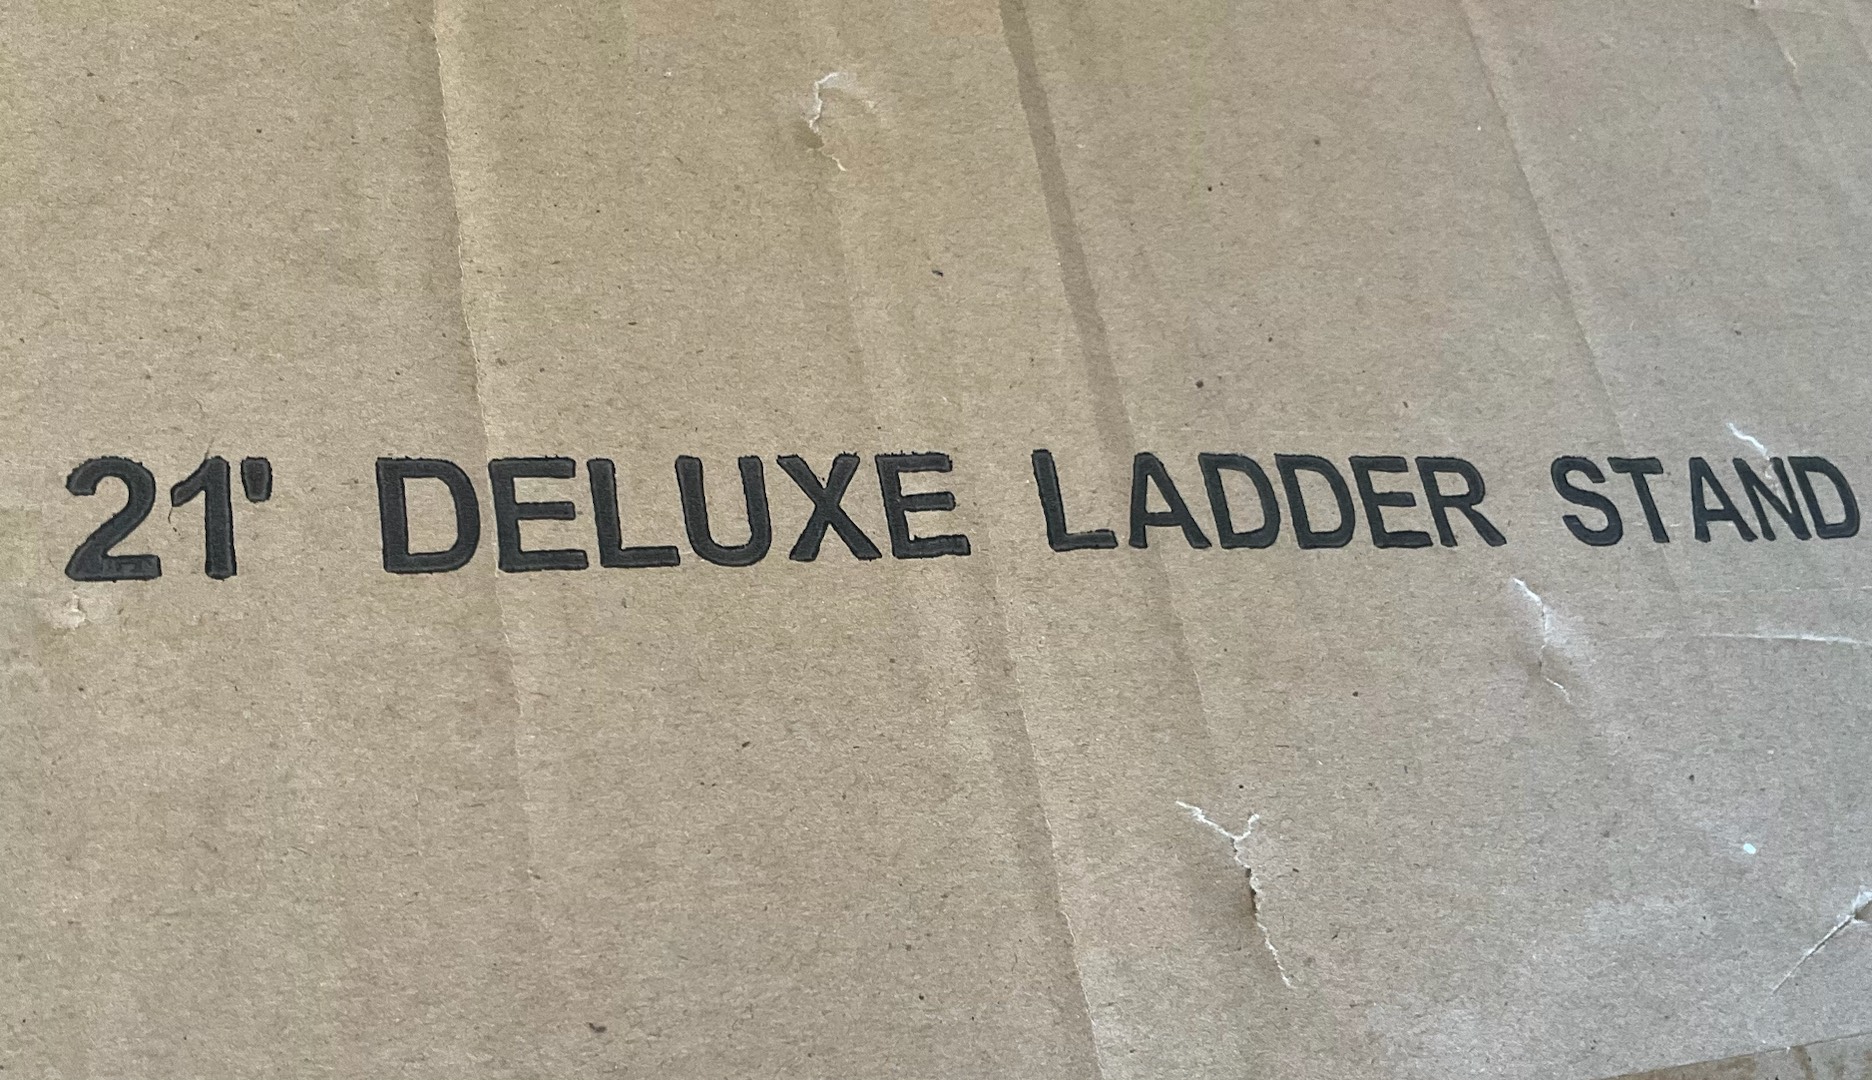 21' DELUXE LADDER STAND